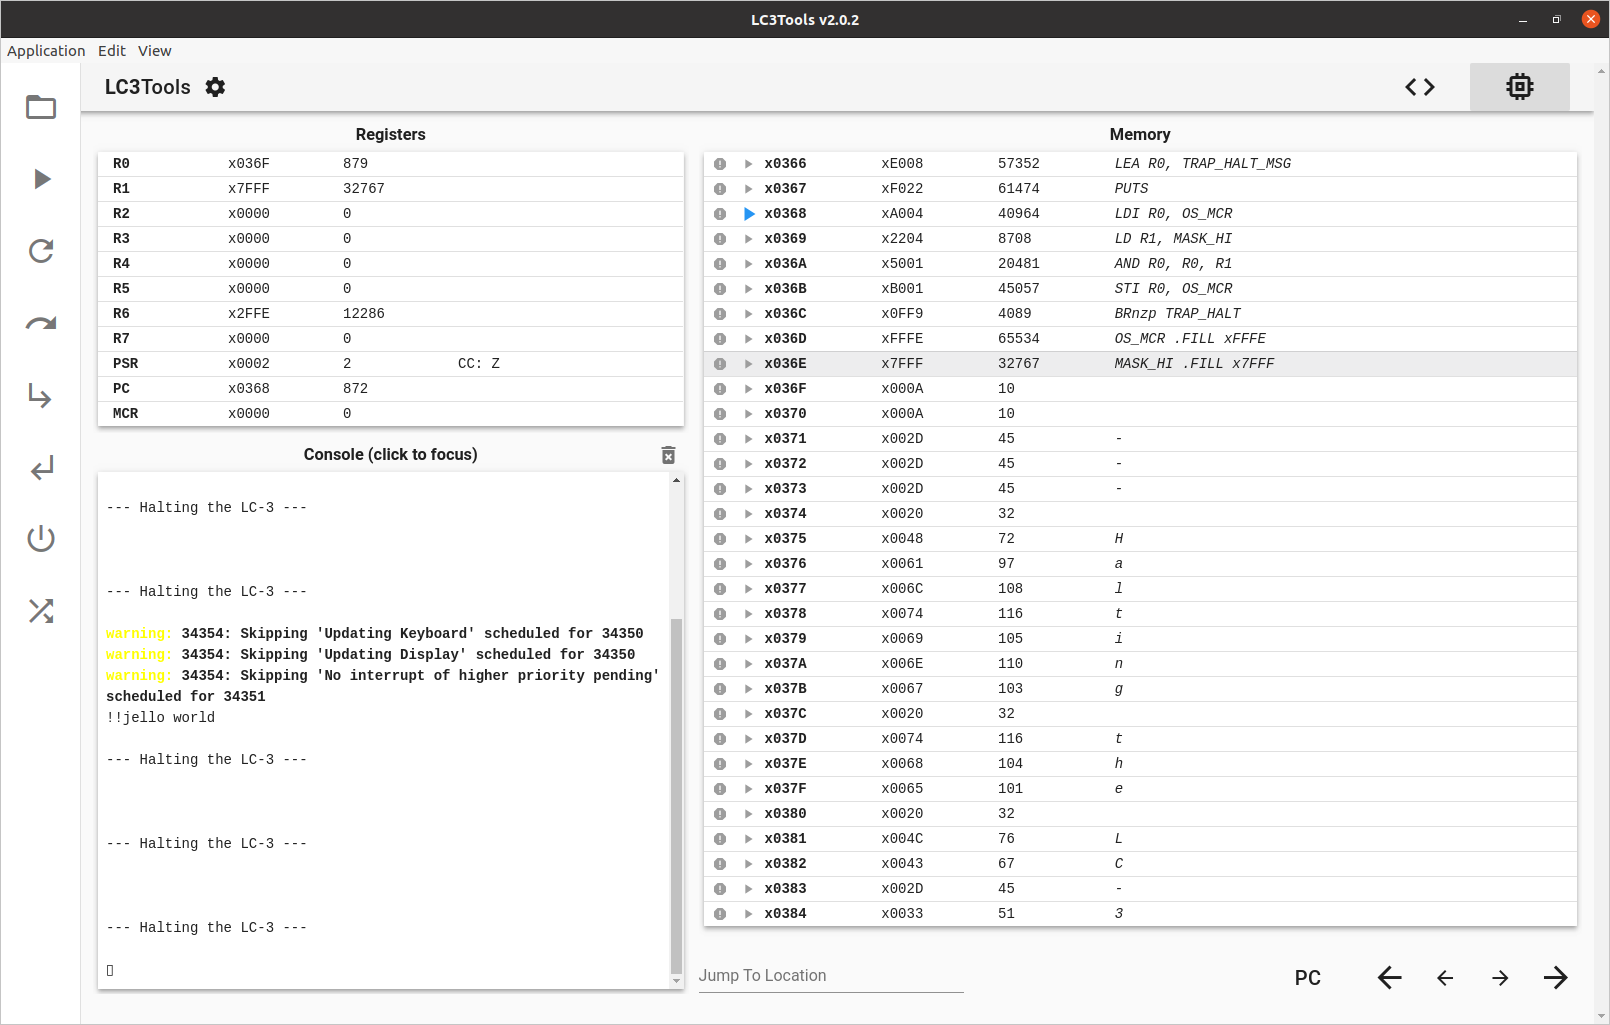 LC3Tools v2.0.2
Application Edit View
LC3Tools
Registers
R0 x036F 879
R1 x7FFF 32767
R2 x0000 0
R3 x0000 0
R4 x0000 0
R5 x0000 0
R6 x2FFE 12286
R7 x0000 0
PSR x0002 2 CC: Z
PC x0368 872
MCR x0000 0
Console (click to focus)
--- Halting the LC-3 ---
--- Halting the LC-3 ---
warning: 34354: Skipping 'Updating Keyboard' scheduled for 34350
warning: 34354: Skipping 'Updating Display' scheduled for 34350
warning: 34354: Skipping 'No interrupt of higher priority pending'
scheduled for 34351
!!jello world
--- Halting the LC-3 ---
--- Halting the LC-3 ---
--- Halting the LC-3 ---
Memory
x0366 xE008 57352 LEA R0, TRAP_HALT_MSG
x0367 xF022 61474 PUTS
x0368 xA004 40964 LDI R0, OS_MCR
x0369 x2204 8708 LD R1, MASK_HI
x036A x5001 20481 AND R0, R0, R1
x036B xB001 45057 STI R0, OS_MCR
x036C x0FF9 4089 BRnzp TRAP_HALT
x036D xFFFE 65534 OS_MCR .FILL xFFFE
x036E x7FFF 32767 MASK_HI .FILL x7FFF
x036F x000A 10
x0370 x000A 10
x0371 x002D 45 -
x0372 x002D 45 -
x0373 x002D 45 -
x0374 x0020 32
x0375 x0048 72 H
x0376 x0061 97 a
x0377 x006C 108 l
x0378 x0074 116 t
x0379 x0069 105 i
x037A x006E 110 n
x037B x0067 103 g
x037C x0020 32
x037D x0074 116 t
x037E x0068 104 h
x037F x0065 101 e
x0380 x0020 32
x0381 x004C 76 L
x0382 x0043 67 C
x0383 x002D 45 -
x0384 x0033 51 3
Jump To Location
PC